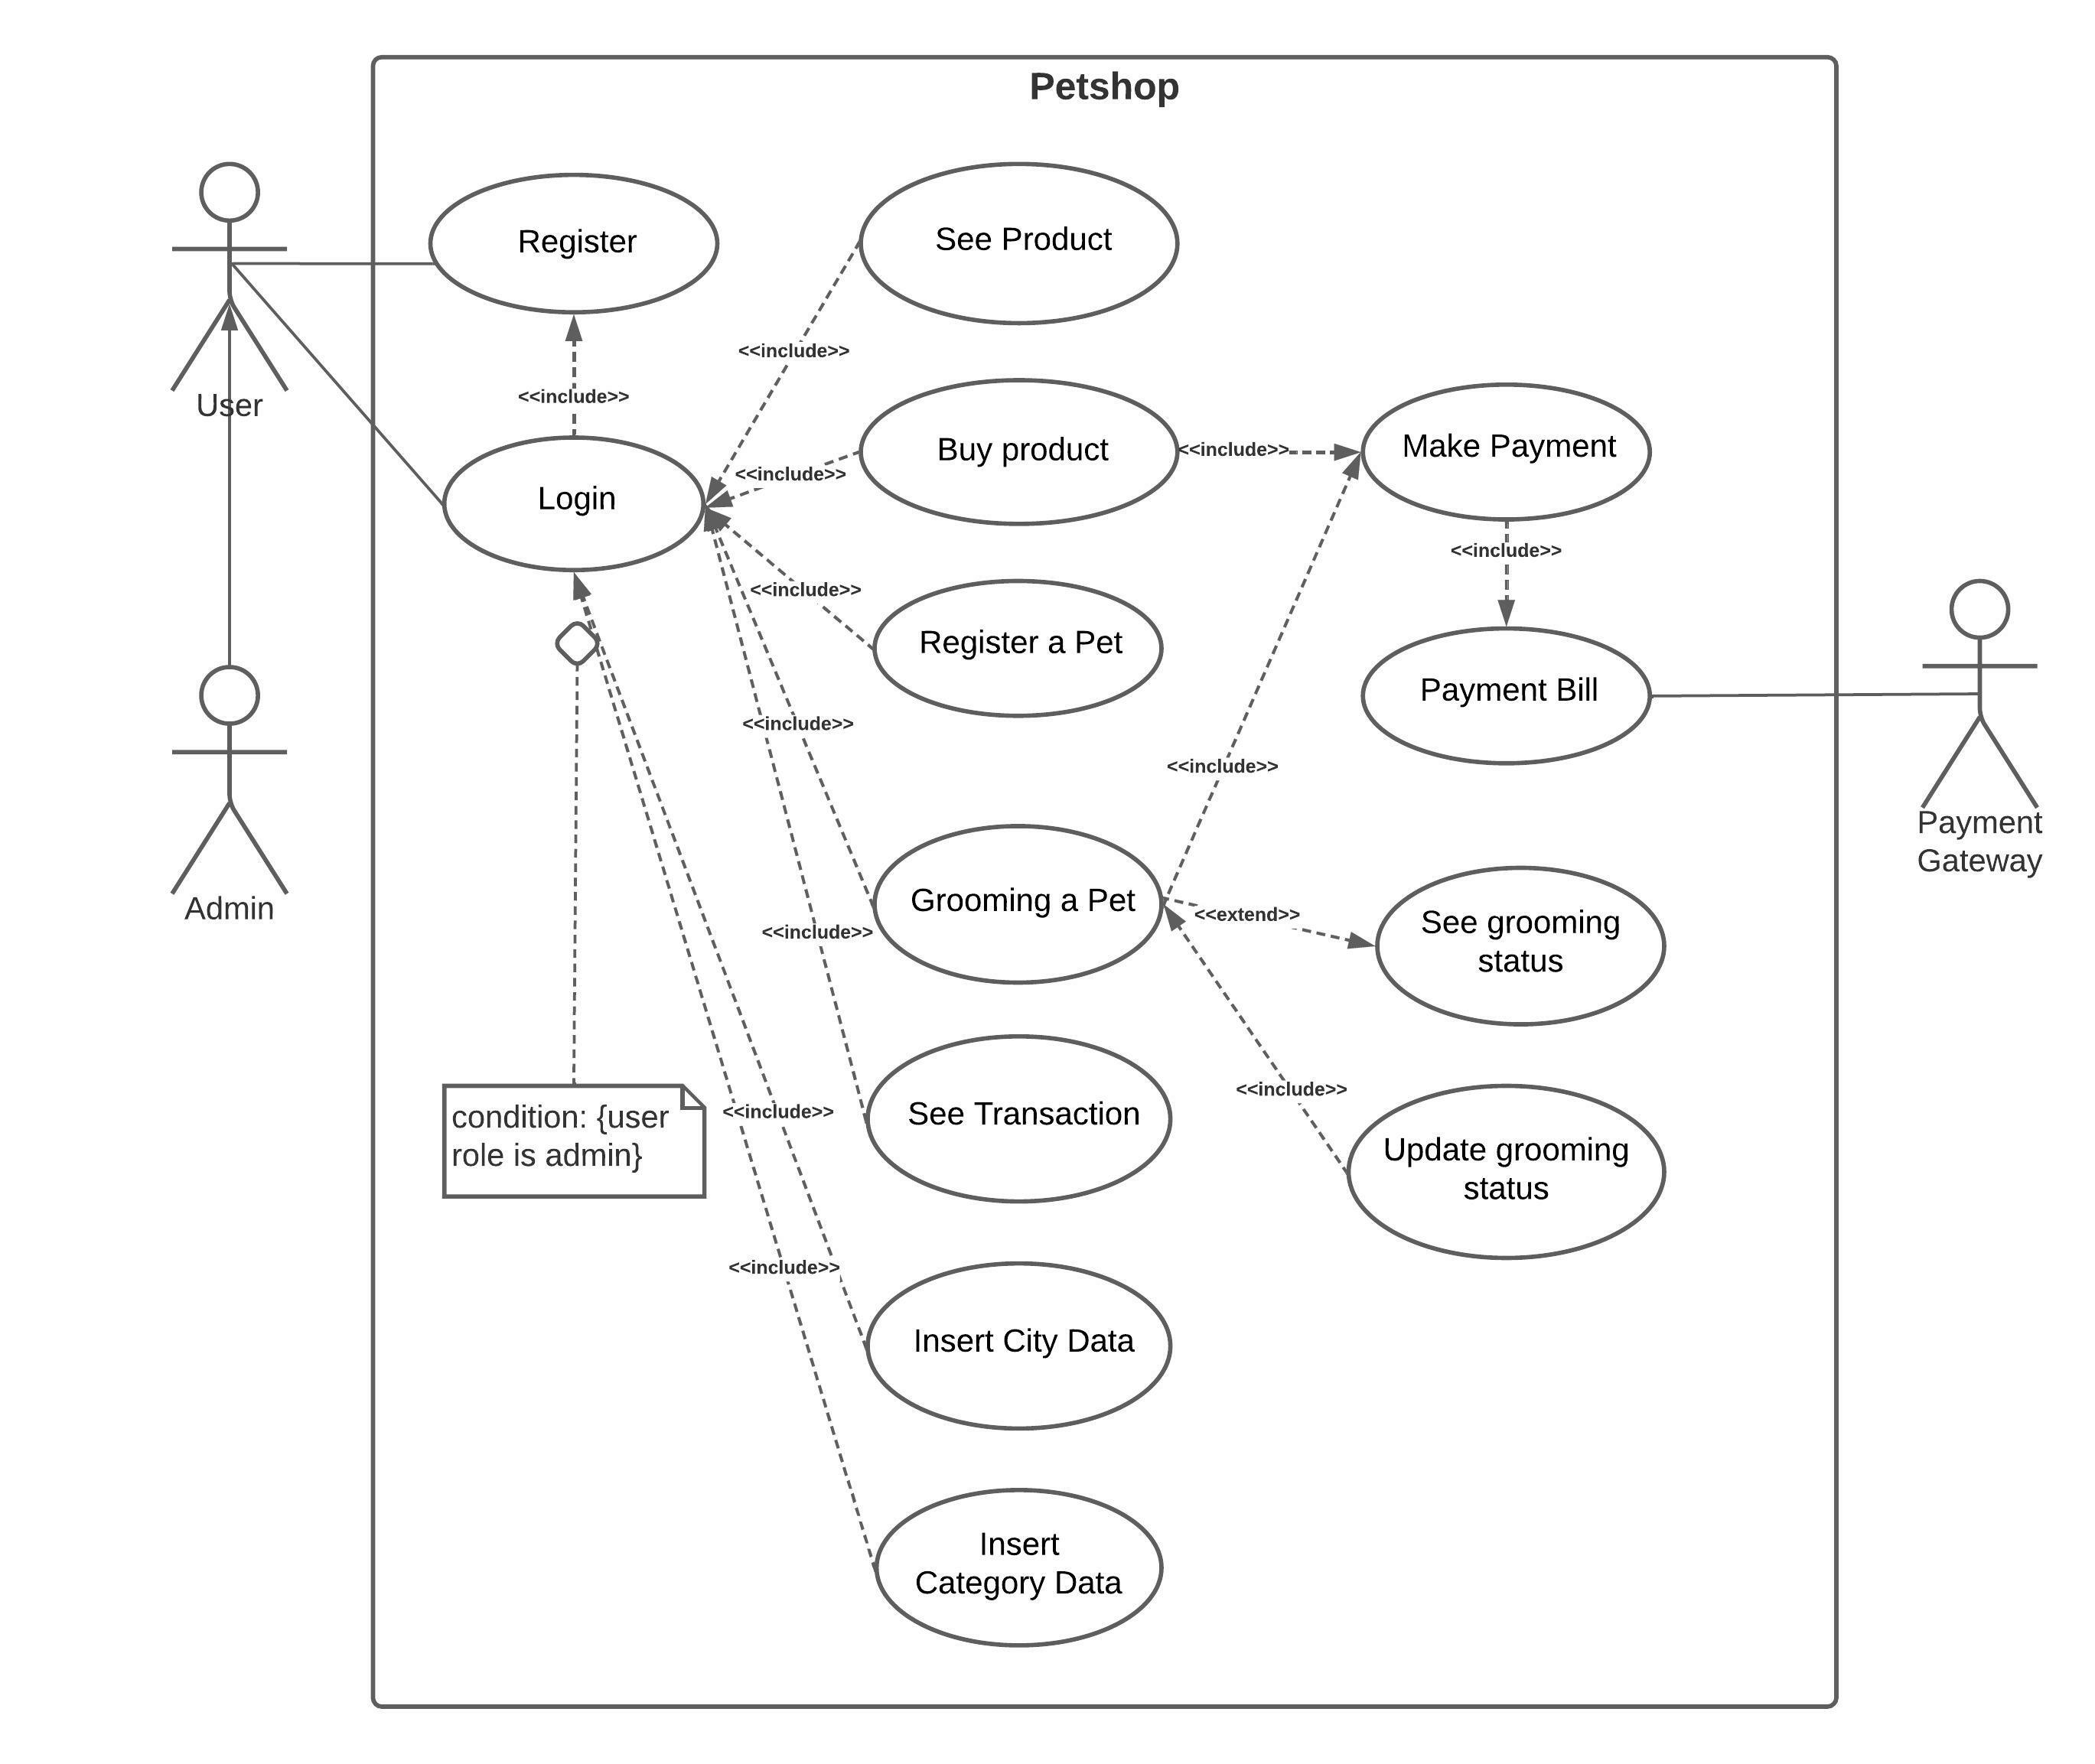 Petshop
Register
See Product
<<include>>
<<include>>
User
Buy product
<<include>>
Make Payment
<<include>>
Login
<<include>>
<<include>>
Register a Pet
Payment Bill
<<include>>
<<include>>
Payment
Gateway
Grooming a Pet
Admin
<<extend>>
See grooming
status
<<include>>
<<include>>
condition: {user
role is admin}
<<include>>
See Transaction
Update grooming
status
<<include>>
Insert City Data
Insert
Category Data